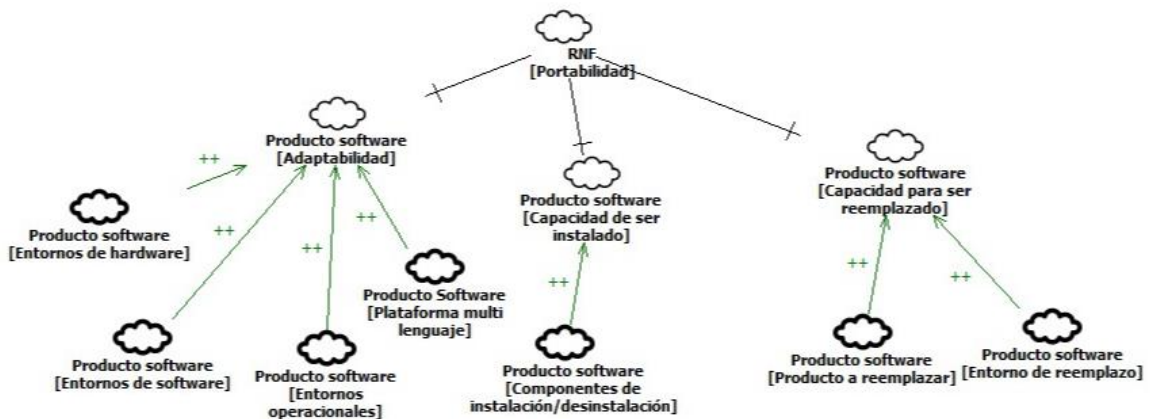 RNF
[Portabilidad]
Producto software
[Adaptabilidad]
++
Producto software
[Entornos de hardware]
++
Producto software
[Entornos de software]
++
Producto software
[Entornos
operacionales]
++
Producto Software
[Plataforma multi
lenguaje]
Producto software
[Capacidad de ser
instalado]
++
Producto software
[Componentes de
instalación/desinstalación]
Producto software
[Capacidad para ser
reemplazado]
++
Producto software
[Producto a reemplazar]
++
Producto software
[Entorno de reemplazo]